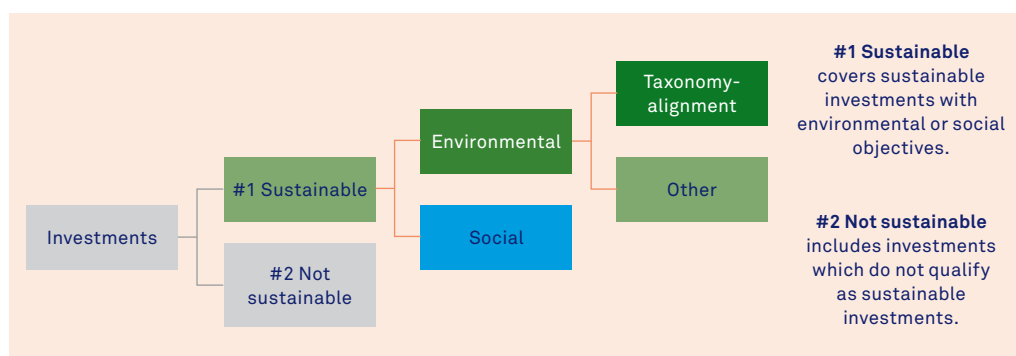 Investments
#1 Sustainable
#2 Not
sustainable
Environmental
Social
Taxonomy-
alignment
Other
#1 Sustainable
covers sustainable
investments with
environmental or social
objectives.
#2 Not sustainable
includes investments
which do not qualify
as sustainable
investments.